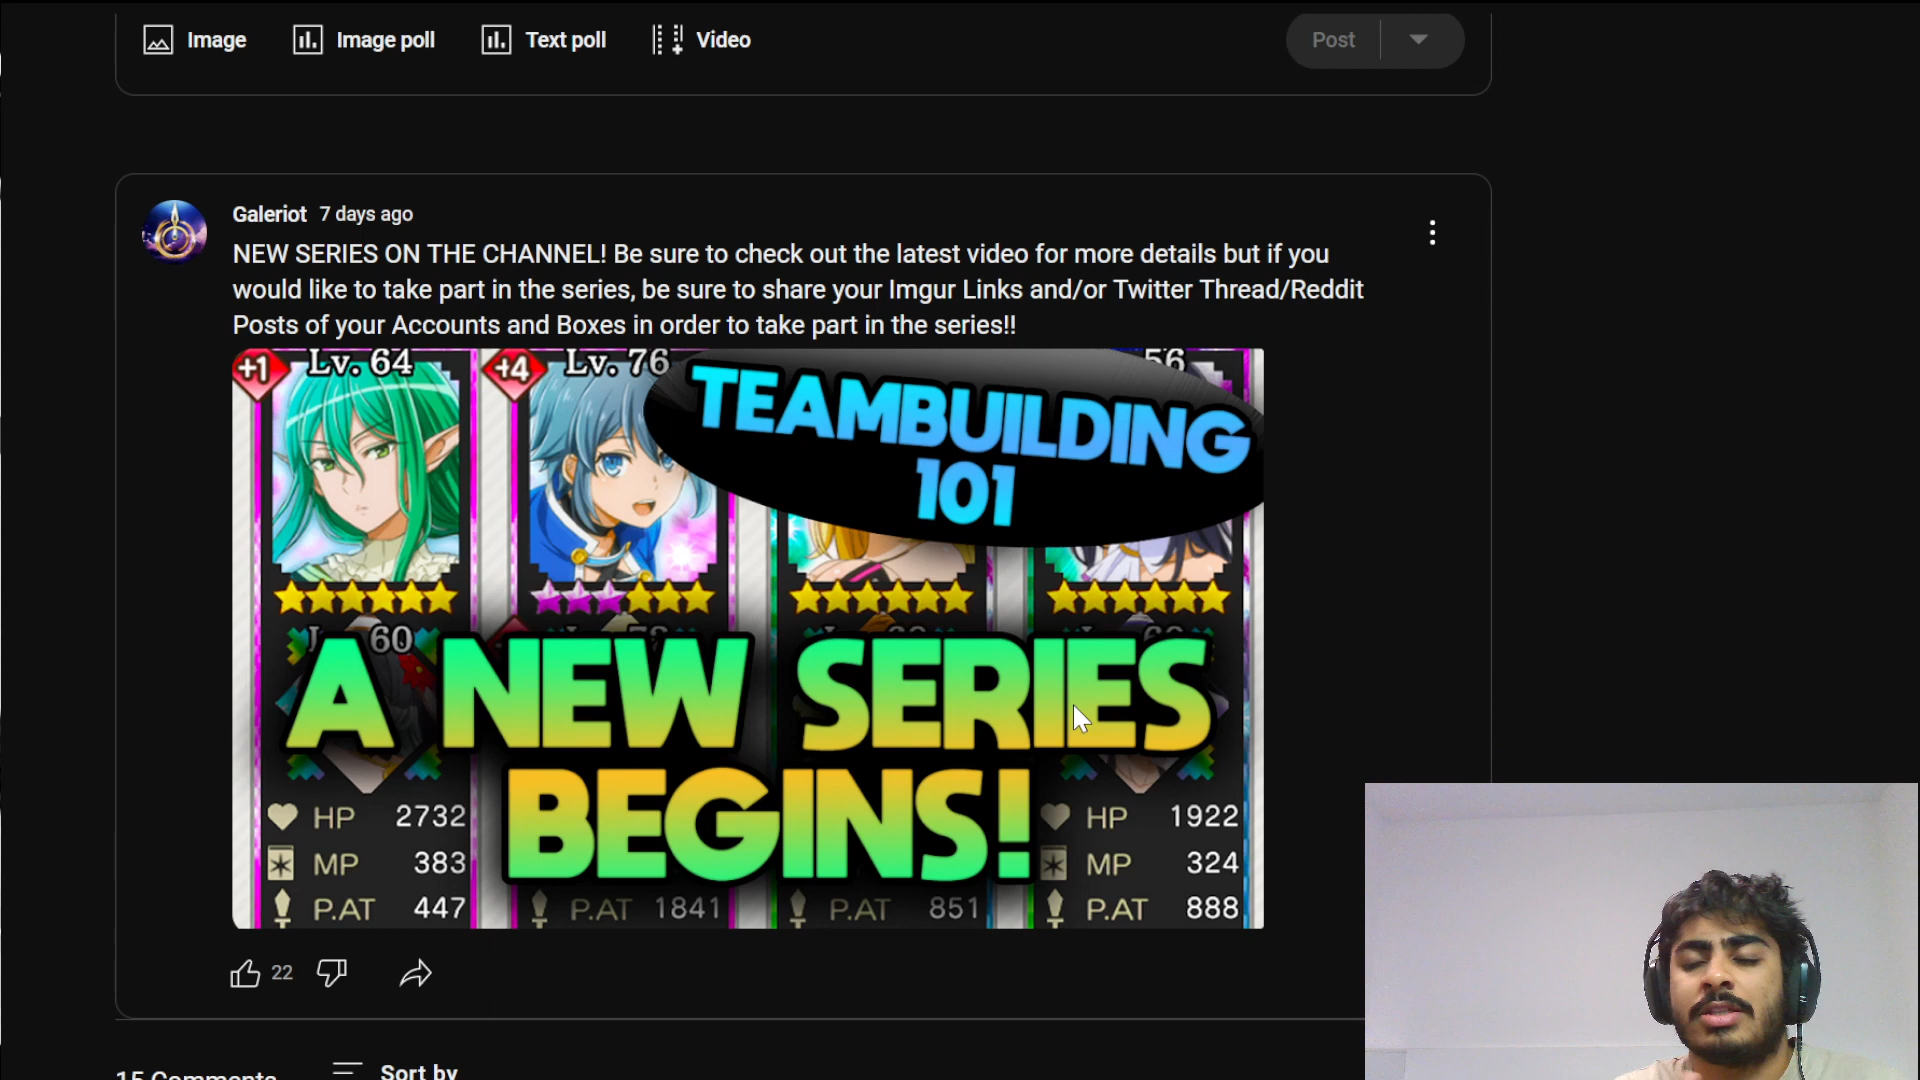 Image
Image poll
Text poll
Video
Post
Galeriot 7 days ago
NEW SERIES ON THE CHANNEL! Be sure to check out the latest video for more details but if you
would like to take part in the series, be sure to share your Imgur Links and/or Twitter Thread/Reddit
Posts of your Accounts and Boxes in order to take part in the series!!
+1 Lv. 64
+4 Lv. 76
56
TEAMBUILDING
101
60
A NEW SERIES
BEGINS!
HP 2732
HP 1922
MP 383
MP 324
P.AT 447
P.AT 1841
P.AT 851
P.AT 888
22
15 Comments
Sort by